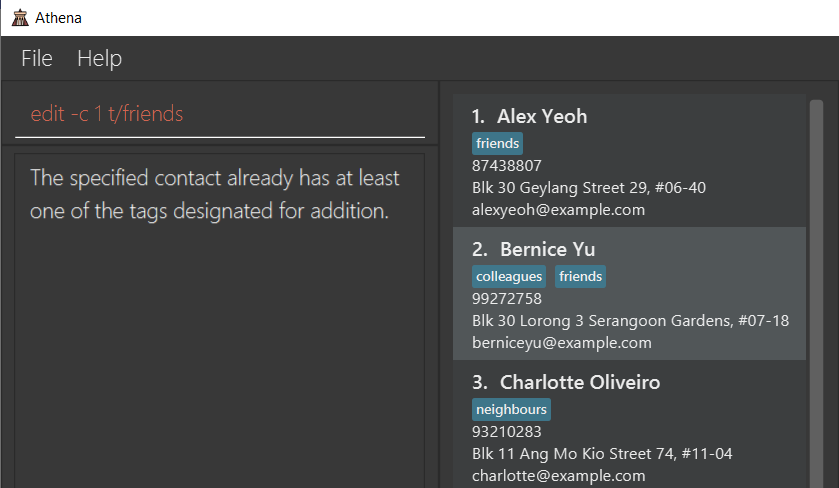 Athena
File Help
edit -c 1 t/friends
The specified contact already has at least
one of the tags designated for addition.
1. Alex Yeoh
friends
87438807
Blk 30 Geylang Street 29, #06-40
alexyeoh@example.com
2. Bernice Yu
colleagues friends
99272758
Blk 30 Lorong 3 Serangoon Gardens, #07-18
berniceyu@example.com
3. Charlotte Oliveiro
neighbours
93210283
Blk 11 Ang Mo Kio Street 74, #11-04
charlotte@example.com